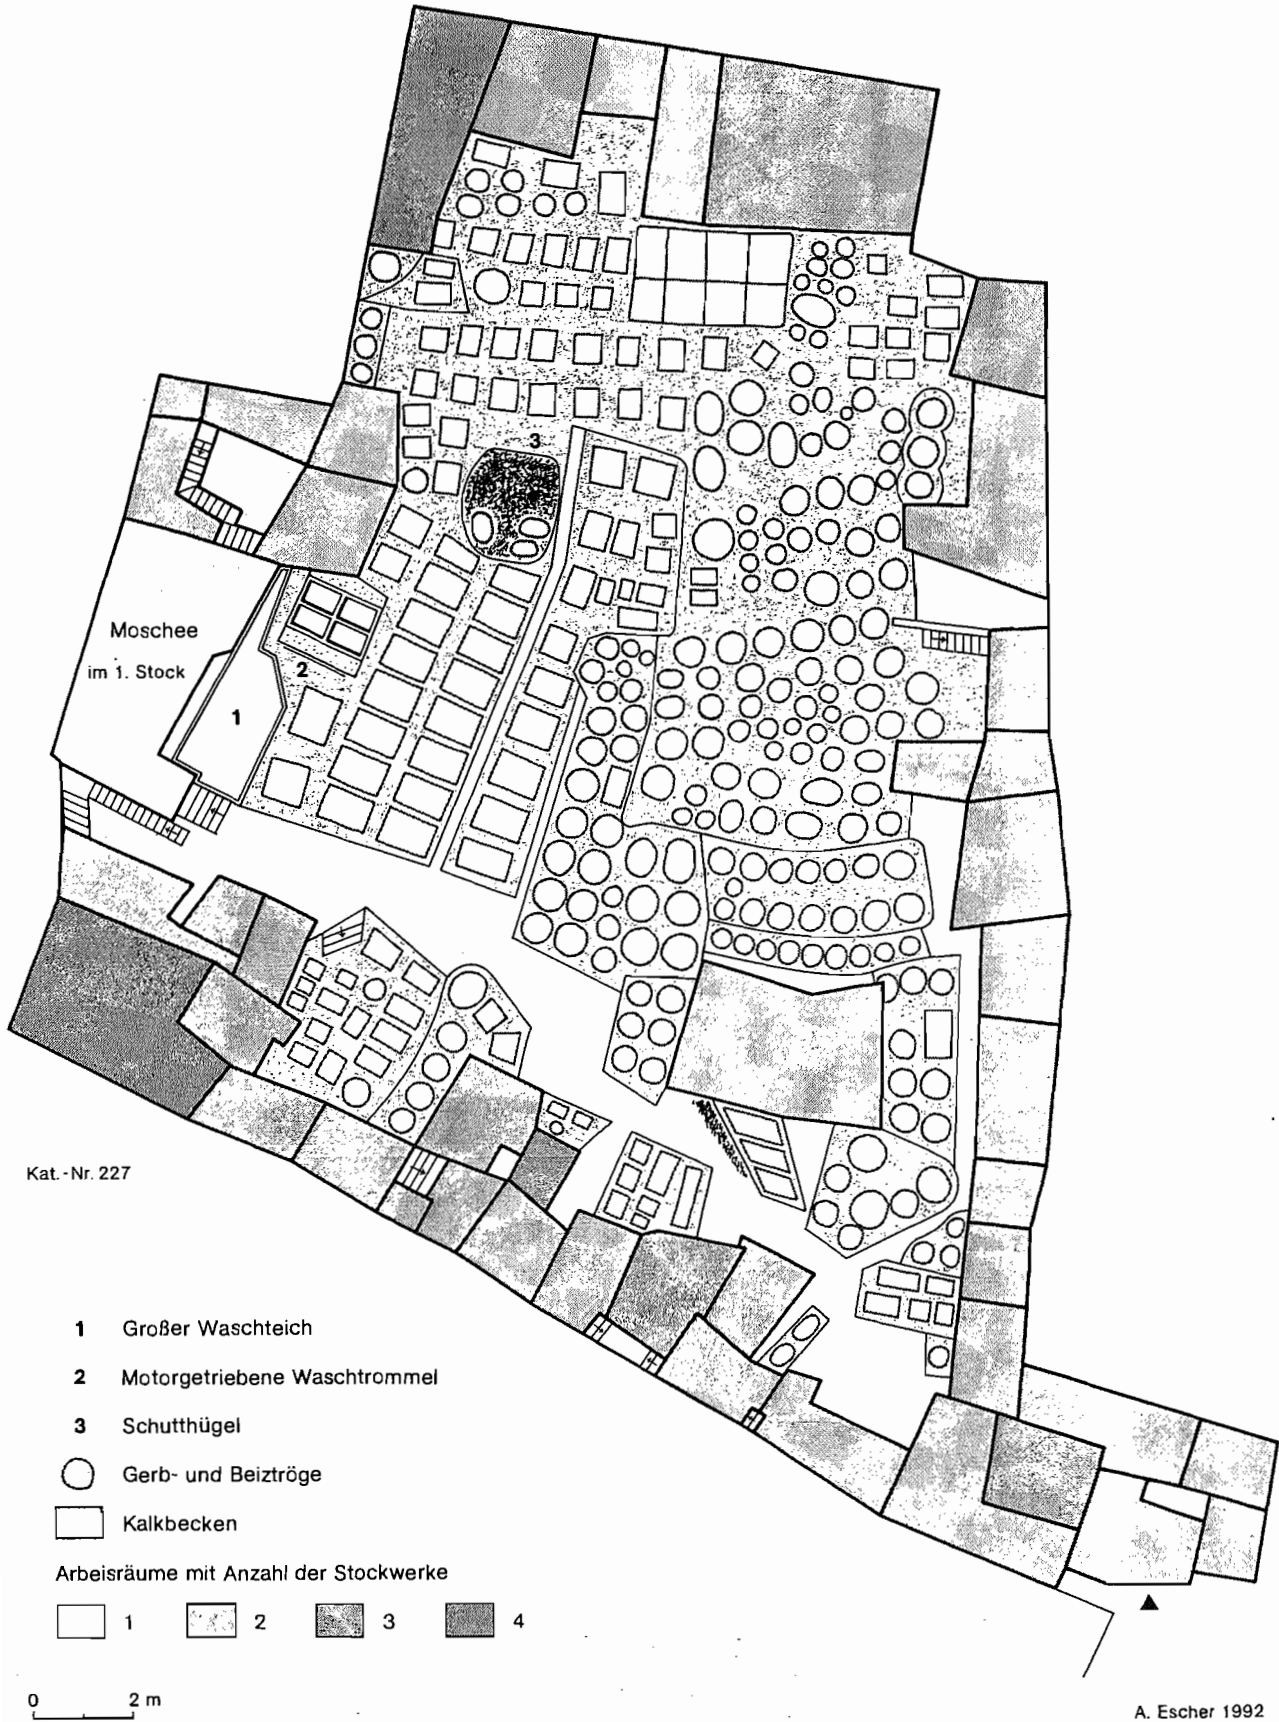 3
Moschee
im 1. Stock
2
1
Kat.-Nr. 227
1 Großer Waschteich
2 Motorgetriebene Waschtrommel
3 Schutthügel
Gerb- und Beiztröge
Kalkbecken
Arbeisräume mit Anzahl der Stockwerke
1 2 3 4
0 2 m
A. Escher 1992